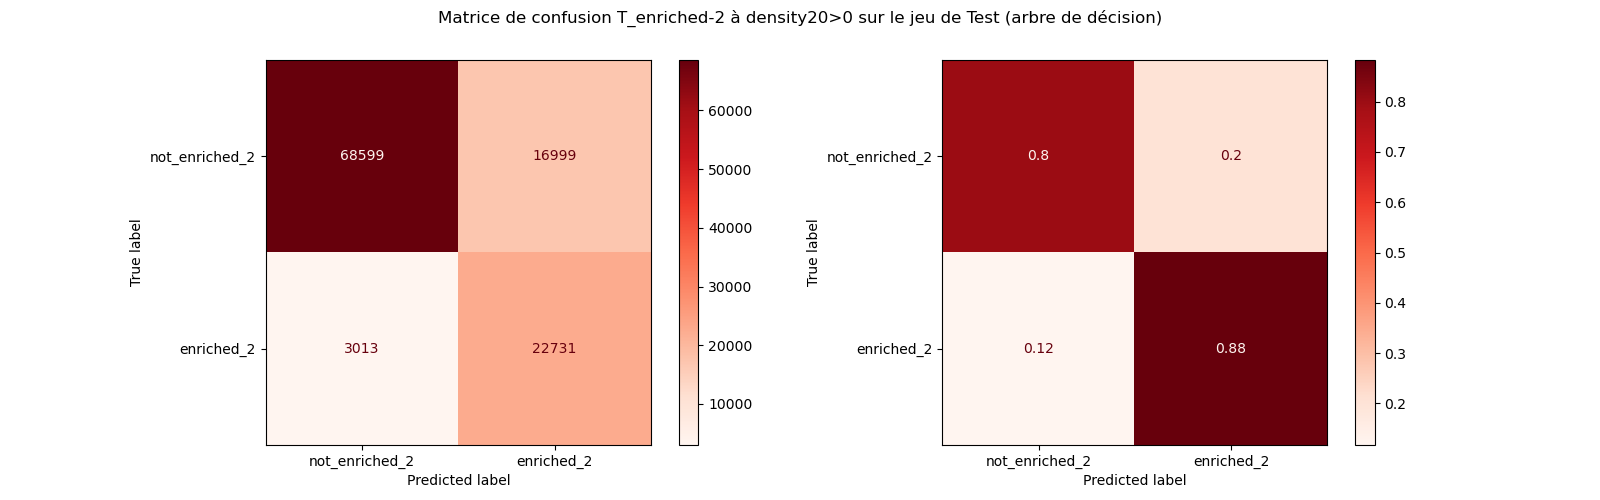 Matrice de confusion T_enriched-2 à density20>0 sur le jeu de Test (arbre de décision)
True label
not_enriched_2
enriched_2
68599
16999
3013
22731
not_enriched_2
enriched_2
Predicted label
60000
50000
40000
30000
20000
10000
True label
not_enriched_2
enriched_2
0.8
0.2
0.12
0.88
not_enriched_2
enriched_2
Predicted label
0.8
0.7
0.6
0.5
0.4
0.3
0.2